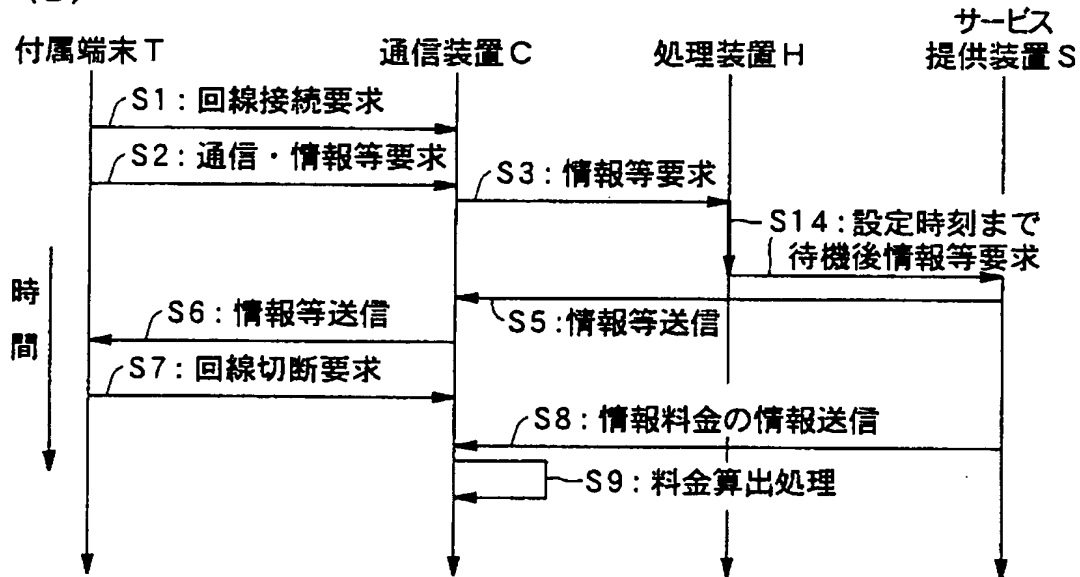 サービス
付属端末T
通信装置C
処理装置H
提供装置S
S1:回線接続要求
S2:通信・情報等要求
S3:情報等要求
S14:設定時刻まで
待機後情報等要求
時
間
S6:情報等送信
S5:情報等送信
S7:回線切断要求
S8:情報料金の情報送信
S9:料金算出処理